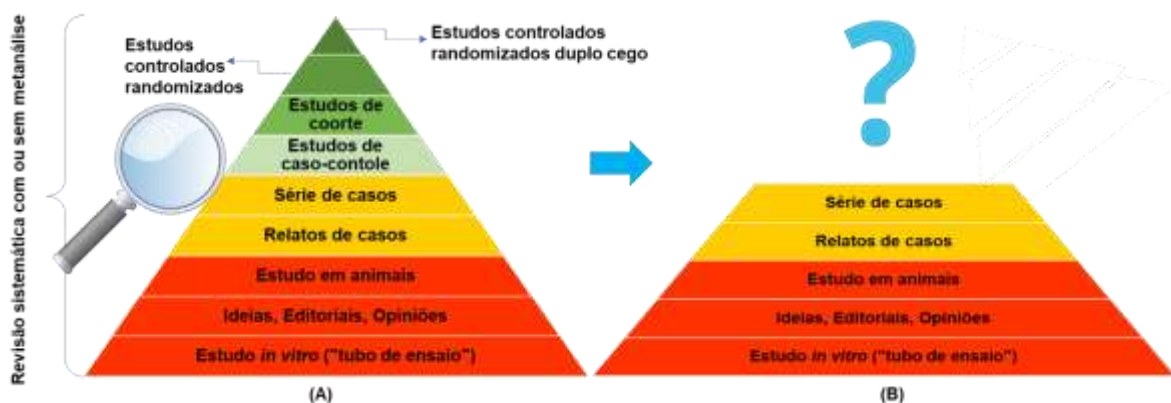 Revisão sistemática com ou sem metanálise
Estudos
controlados
randomizados
Estudos controlados
randomizados duplo cego
Estudos de
coorte
Estudos de
caso-contole
Série de casos
Relatos de casos
Estudo em animais
Ideias, Editoriais, Opiniões
Estudo in vitro ("tubo de ensaio")
(A)
?
Série de casos
Relatos de casos
Estudo em animais
Ideias, Editoriais, Opiniões
Estudo in vitro ("tubo de ensaio")
(B)